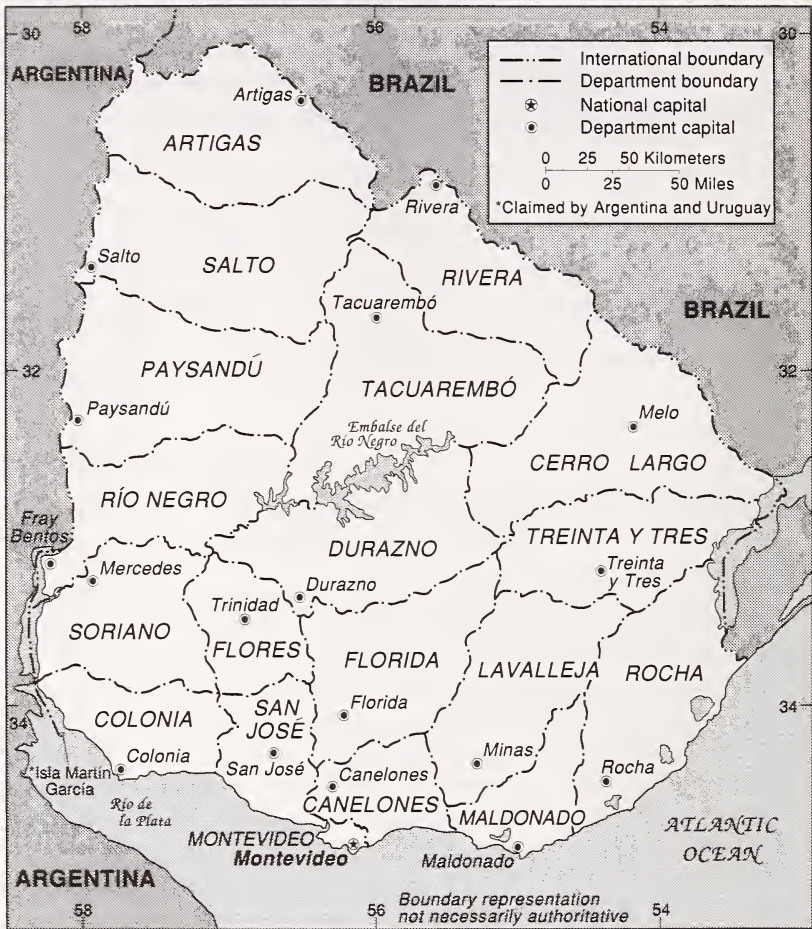 58
56
54
30
30
ARGENTINA
BRAZIL
International boundary
Department boundary
National capital
Department capital
0 25 50 Kilometers
0 25 50 Miles
*Claimed by Argentina and Uruguay
Artigas
ARTIGAS
Rivera
Salto
SALTO
RIVERA
Tacuarembó
BRAZIL
32
32
PAYSANDÚ
TACUAREMBÓ
Paysandú
Embalse del
Río Negro
Melo
CERRO LARGO
RÍO NEGRO
Fray
Bentos
DURAZNO
TREINTA Y TRES
Mercedes
Treinta
y Tres
Durazno
Trinidad
SORIANO
FLORES
FLORIDA
LAVALLEJA
ROCHA
34
34
COLONIA
SAN
JOSÉ
Florida
Colonia
San José
Minas
*Isla Martín
García
Canelones
Rocha
Río de
la Plata
CANELONES
MALDONADO
MONTEVIDEO
Montevideo
Maldonado
ATLANTIC
OCEAN
ARGENTINA
Boundary representation
not necessarily authoritative
58
56
54